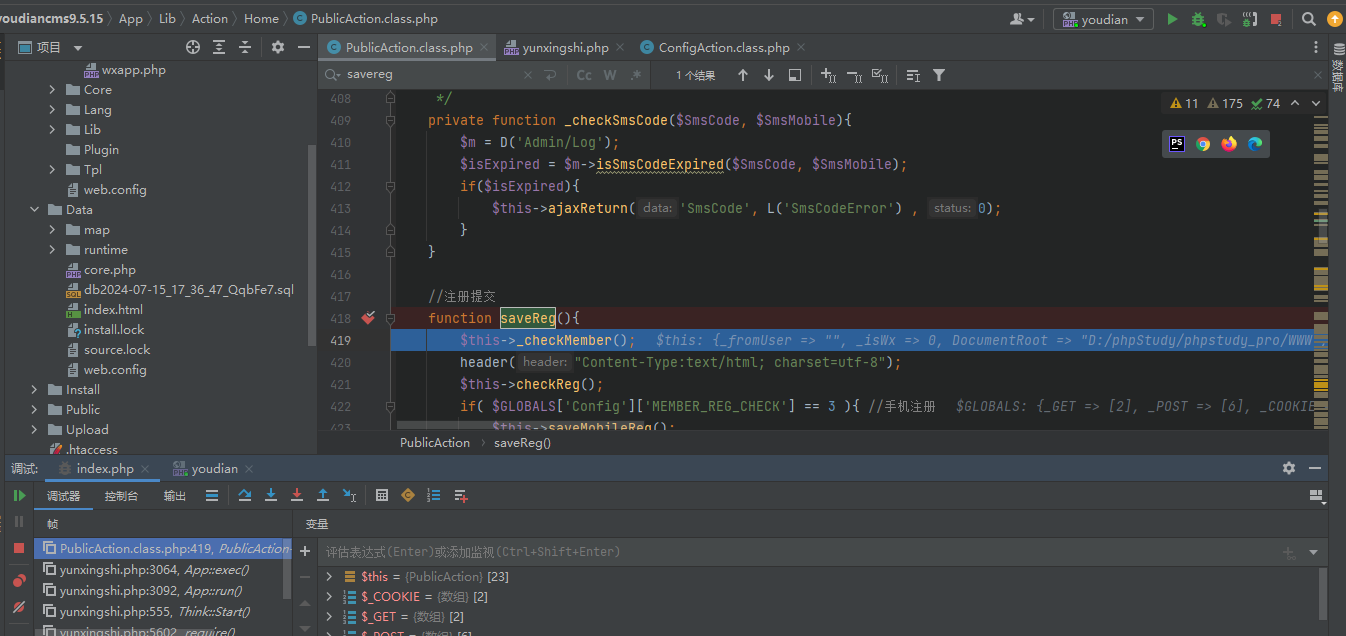 youdiancms9.5.15 App Lib Action Home PublicAction.class.php youdian
项目 PublicAction.class.php yunxingshi.php ConfigAction.class.php
savereg Cc W .* 1 个结果
数据库
wxapp.php
Core
Lang
Lib
Plugin
Tpl
web.config
Data
map
runtime
core.php
db2024-07-15_17_36_47_QqbFe7.sql
index.html
install.lock
source.lock
web.config
Install
Public
Upload
.htaccess
11 175 74
408 */
409 private function _checkSmsCode($SmsCode, $SmsMobile){
410 $m = D('Admin/Log');
411 $isExpired = $m->isSmsCodeExpired($SmsCode, $SmsMobile);
412 if($isExpired){
413 $this->ajaxReturn( data: 'SmsCode', L('SmsCodeError') , status: 0);
414 }
415 }
416
417 //注册提交
418 function saveReg(){
419 $this->_checkMember(); $this: {_fromUser => "", _isWx => 0, DocumentRoot => "D:/phpStudy/phpstudy_pro/WWW
420 header( header: "Content-Type:text/html; charset=utf-8");
421 $this->checkReg();
422 if( $GLOBALS['Config']['MEMBER_REG_CHECK'] == 3 ){ //手机注册 $GLOBALS: {_GET => [2], _POST => [6], _COOKIE
423 $this->saveMobileReg();
PublicAction saveReg()
调试: index.php youdian
调试器 控制台 输出
帧 变量
PublicAction.class.php:419, PublicAction-
yunxingshi.php:3064, App::exec()
yunxingshi.php:3092, App::run()
yunxingshi.php:555, Think::Start()
yunxingshi.php:5602, require()
评估表达式(Enter)或添加监视(Ctrl+Shift+Enter)
$this = {PublicAction} [23]
$_COOKIE = {数组} [2]
$_GET = {数组} [2]
$_POST = {数组} [6]